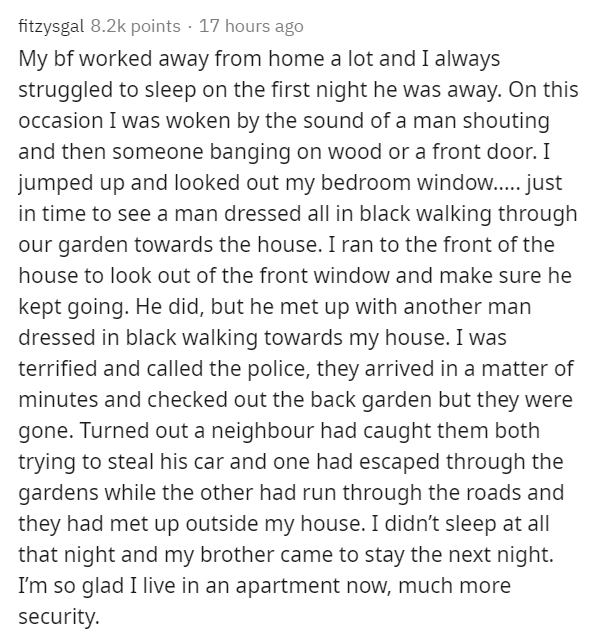 fitzysgal 8.2k points · 17 hours ago
My bf worked away from home a lot and I always
struggled to sleep on the first night he was away. On this
occasion I was woken by the sound of a man shouting
and then someone banging on wood or a front door. I
jumped up and looked out my bedroom window..... just
in time to see a man dressed all in black walking through
our garden towards the house. I ran to the front of the
house to look out of the front window and make sure he
kept going. He did, but he met up with another man
dressed in black walking towards my house. I was
terrified and called the police, they arrived in a matter of
minutes and checked out the back garden but they were
gone. Turned out a neighbour had caught them both
trying to steal his car and one had escaped through the
gardens while the other had run through the roads and
they had met up outside my house. I didn’t sleep at all
that night and my brother came to stay the next night.
I’m so glad I live in an apartment now, much more
security.